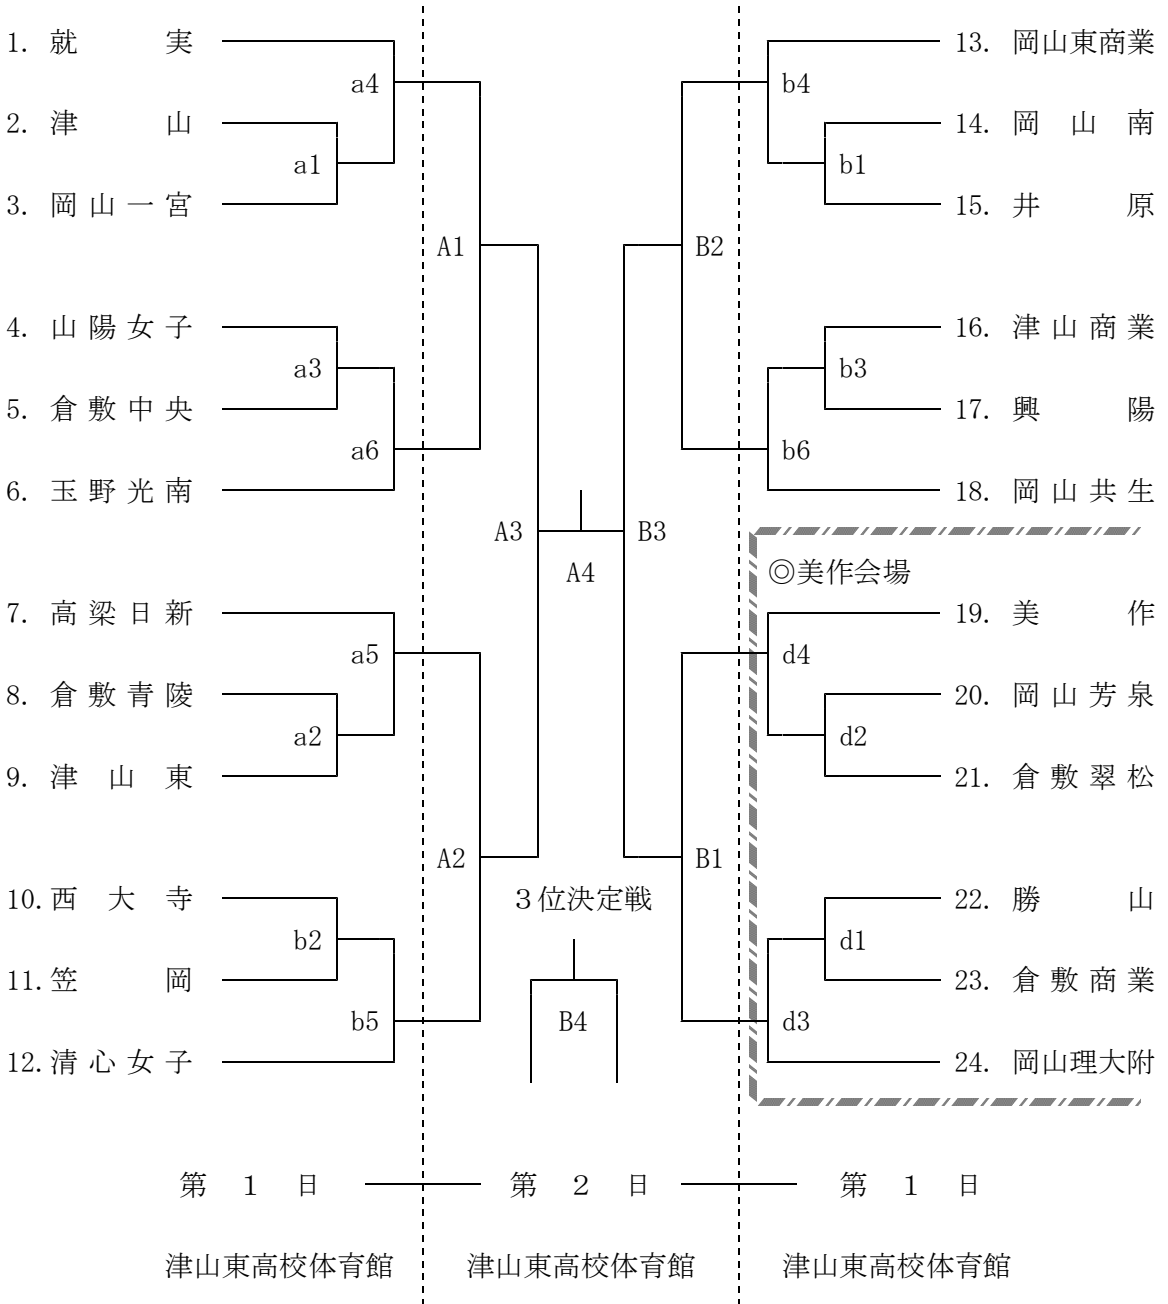 1. 就実 13. 岡山東商業
a4 b4
2. 津山 14. 岡山南
a1 b1
3. 岡山一宮 15. 井原
A1 B2
4. 山陽女子 16. 津山商業
a3 b3
5. 倉敷中央 17. 興陽
a6 b6
6. 玉野光南 18. 岡山共生
A3 B3
A4 ◎美作会場
7. 高梁日新 19. 美作
a5 d4
8. 倉敷青陵 20. 岡山芳泉
a2 d2
9. 津山東 21. 倉敷翠松
A2 B1
10. 西大寺 3位決定戦 22. 勝山
b2 d1
11. 笠岡 23. 倉敷商業
b5 B4 d3
12. 清心女子 24. 岡山理大附
第1日 第2日 第1日
津山東高校体育館 津山東高校体育館 津山東高校体育館